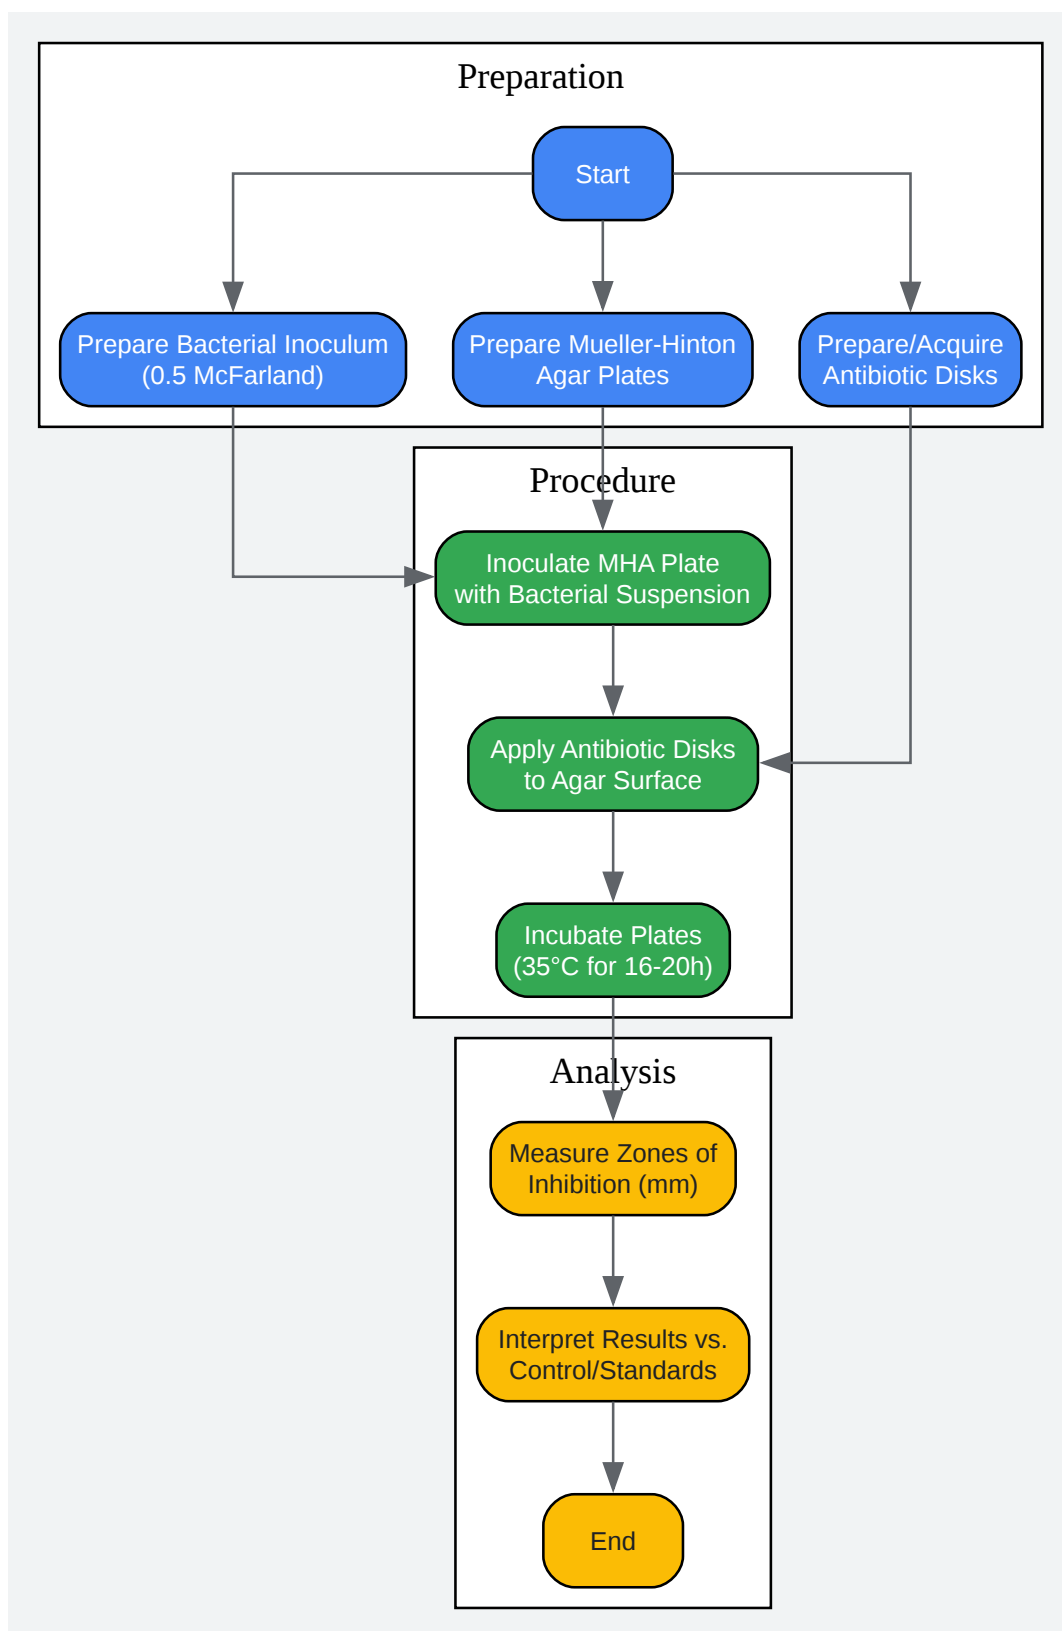 Preparation
Start
Prepare Bacterial Inoculum
(0.5 McFarland)
Prepare Mueller-Hinton
Agar Plates
Prepare/Acquire
Antibiotic Disks
Procedure
Inoculate MHA Plate
with Bacterial Suspension
Apply Antibiotic Disks
to Agar Surface
Incubate Plates
(35°C for 16-20h)
Analysis
Measure Zones of
Inhibition (mm)
Interpret Results vs.
Control/Standards
End